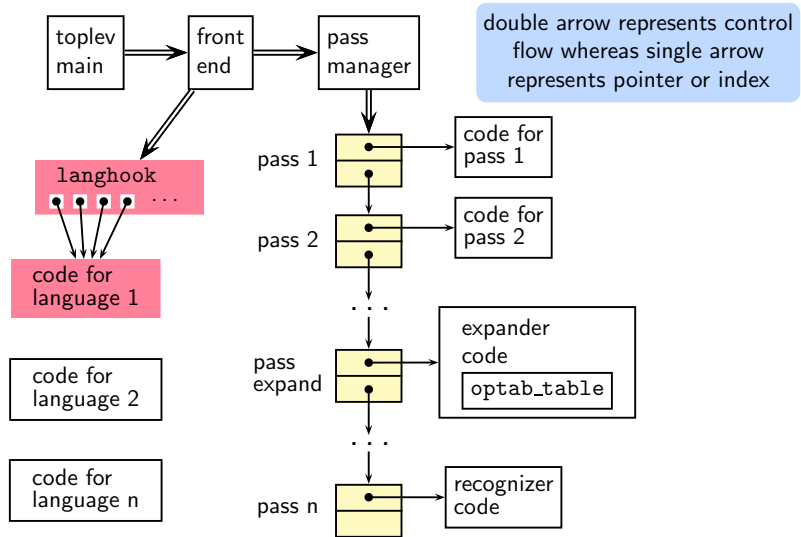 toplev
main
front
end
pass
manager
double arrow represents control
flow whereas single arrow
represents pointer or index
langhook
. . .
code for
language 1
code for
language 2
code for
language n
pass 1
code for
pass 1
pass 2
code for
pass 2
. . .
pass
expand
expander
code
optab_table
. . .
pass n
recognizer
code